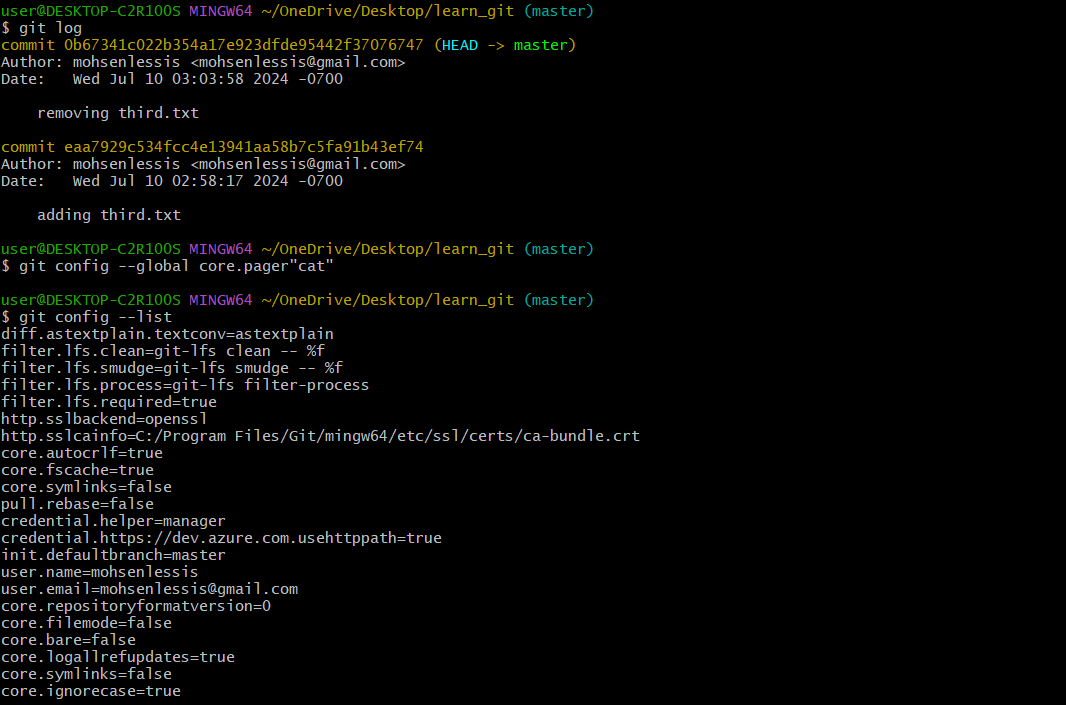 user@DESKTOP-C2R1OOS MINGW64 ~/OneDrive/Desktop/learn_git (master)
$ git log
commit 0b67341c022b354a17e923dfde95442f37076747 (HEAD -> master)
Author: mohsenlessis <mohsenlessis@gmail.com>
Date:   Wed Jul 10 03:03:58 2024 -0700

    removing third.txt

commit eaa7929c534fcc4e13941aa58b7c5fa91b43ef74
Author: mohsenlessis <mohsenlessis@gmail.com>
Date:   Wed Jul 10 02:58:17 2024 -0700

    adding third.txt

user@DESKTOP-C2R1OOS MINGW64 ~/OneDrive/Desktop/learn_git (master)
$ git config --global core.pager"cat"

user@DESKTOP-C2R1OOS MINGW64 ~/OneDrive/Desktop/learn_git (master)
$ git config --list
diff.astextplain.textconv=astextplain
filter.lfs.clean=git-lfs clean -- %f
filter.lfs.smudge=git-lfs smudge -- %f
filter.lfs.process=git-lfs filter-process
filter.lfs.required=true
http.sslbackend=openssl
http.sslcainfo=C:/Program Files/Git/mingw64/etc/ssl/certs/ca-bundle.crt
core.autocrlf=true
core.fscache=true
core.symlinks=false
pull.rebase=false
credential.helper=manager
credential.https://dev.azure.com.usehttppath=true
init.defaultbranch=master
user.name=mohsenlessis
user.email=mohsenlessis@gmail.com
core.repositoryformatversion=0
core.filemode=false
core.bare=false
core.logallrefupdates=true
core.symlinks=false
core.ignorecase=true